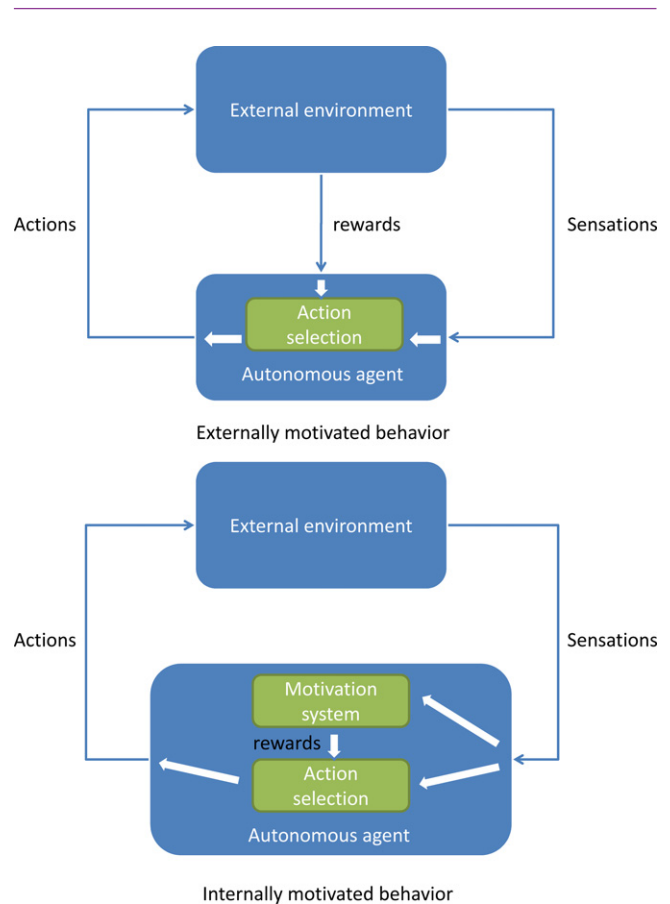 External environment
Actions
rewards
Sensations
Action
selection
Autonomous agent
Externally motivated behavior
External environment
Actions
Sensations
Motivation
system
rewards
Action
selection
Autonomous agent
Internally motivated behavior